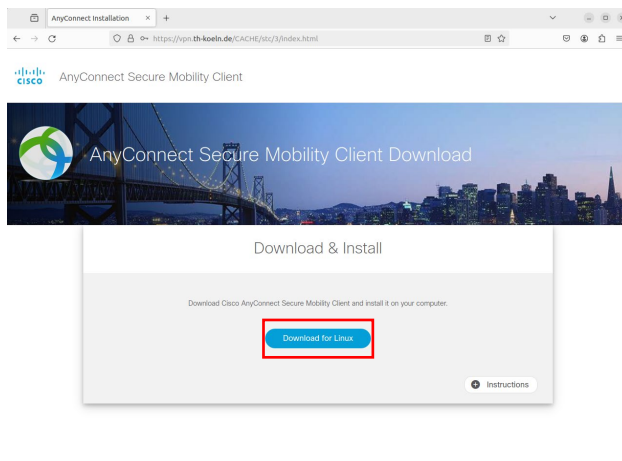 AnyConnect Installation
https://vpn.th-koeln.de/CACHE/stc/3/index.html
CISCO AnyConnect Secure Mobility Client
AnyConnect Secure Mobility Client Download
Download & Install
Download Cisco AnyConnect Secure Mobility Client and install it on your computer.
Download for Linux
Instructions